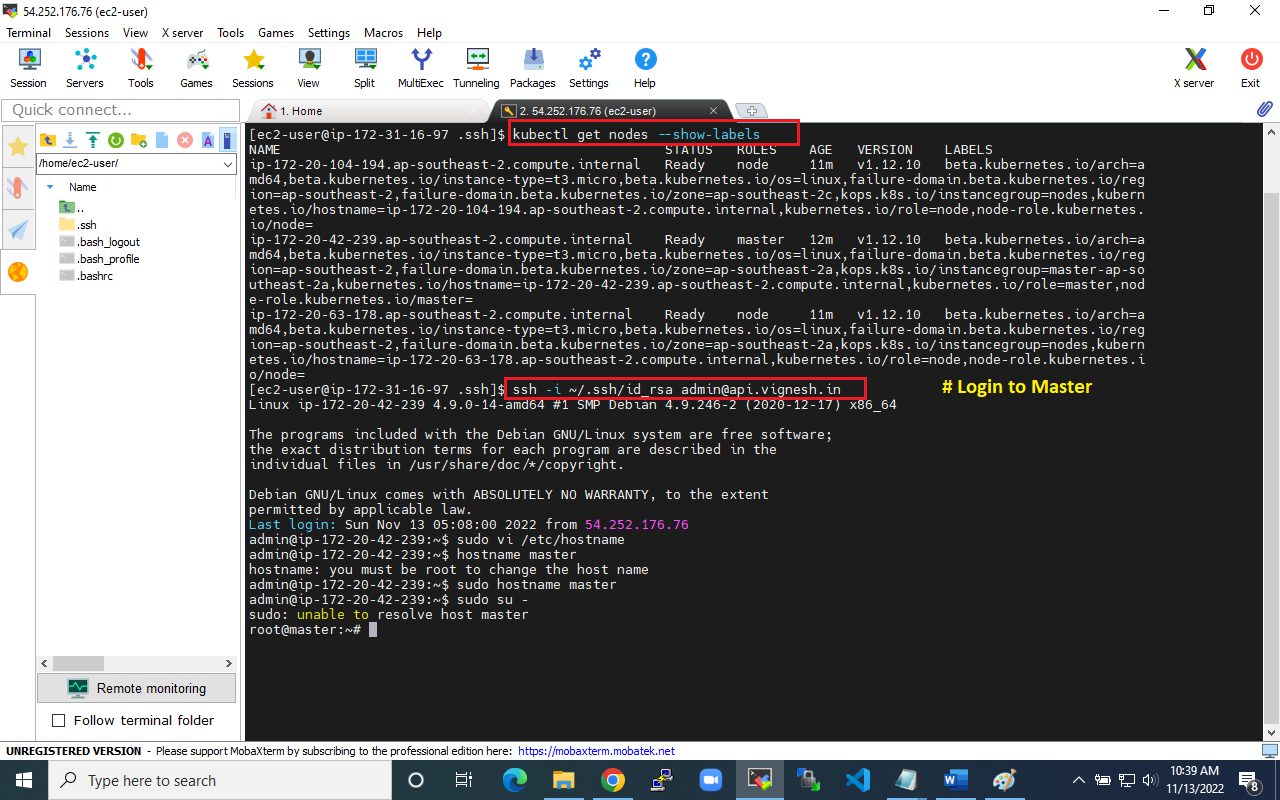 54.252.176.76 (ec2-user)
Terminal Sessions View X server Tools Games Settings Macros Help
Session Servers Tools Games Sessions View Split MultiExec Tunneling Packages Settings Help X server Exit
Quick connect...
1. Home
2. 54.252.176.76 (ec2-user)
/home/ec2-user/
Name
..
.ssh
.bash_logout
.bash_profile
.bashrc
[ec2-user@ip-172-31-16-97 .ssh]$ kubectl get nodes --show-labels
NAME STATUS ROLES AGE VERSION LABELS
ip-172-20-104-194.ap-southeast-2.compute.internal Ready node 11m v1.12.10 beta.kubernetes.io/arch=a
md64,beta.kubernetes.io/instance-type=t3.micro,beta.kubernetes.io/os=linux,failure-domain.beta.kubernetes.io/reg
ion=ap-southeast-2,failure-domain.beta.kubernetes.io/zone=ap-southeast-2c,kops.k8s.io/instancegroup=nodes,kubern
etes.io/hostname=ip-172-20-104-194.ap-southeast-2.compute.internal,kubernetes.io/role=node,node-role.kubernetes.
io/node=
ip-172-20-42-239.ap-southeast-2.compute.internal Ready master 12m v1.12.10 beta.kubernetes.io/arch=a
md64,beta.kubernetes.io/instance-type=t3.micro,beta.kubernetes.io/os=linux,failure-domain.beta.kubernetes.io/reg
ion=ap-southeast-2,failure-domain.beta.kubernetes.io/zone=ap-southeast-2a,kops.k8s.io/instancegroup=master-ap-so
utheast-2a,kubernetes.io/hostname=ip-172-20-42-239.ap-southeast-2.compute.internal,kubernetes.io/role=master,nod
e-role.kubernetes.io/master=
ip-172-20-63-178.ap-southeast-2.compute.internal Ready node 11m v1.12.10 beta.kubernetes.io/arch=a
md64,beta.kubernetes.io/instance-type=t3.micro,beta.kubernetes.io/os=linux,failure-domain.beta.kubernetes.io/reg
ion=ap-southeast-2,failure-domain.beta.kubernetes.io/zone=ap-southeast-2a,kops.k8s.io/instancegroup=nodes,kubern
etes.io/hostname=ip-172-20-63-178.ap-southeast-2.compute.internal,kubernetes.io/role=node,node-role.kubernetes.i
o/node=
[ec2-user@ip-172-31-16-97 .ssh]$ ssh -i ~/.ssh/id_rsa admin@api.vignesh.in
# Login to Master
Linux ip-172-20-42-239 4.9.0-14-amd64 #1 SMP Debian 4.9.246-2 (2020-12-17) x86_64
The programs included with the Debian GNU/Linux system are free software;
the exact distribution terms for each program are described in the
individual files in /usr/share/doc/*/copyright.
Debian GNU/Linux comes with ABSOLUTELY NO WARRANTY, to the extent
permitted by applicable law.
Last login: Sun Nov 13 05:08:00 2022 from 54.252.176.76
admin@ip-172-20-42-239:~$ sudo vi /etc/hostname
admin@ip-172-20-42-239:~$ hostname master
hostname: you must be root to change the host name
admin@ip-172-20-42-239:~$ sudo hostname master
admin@ip-172-20-42-239:~$ sudo su -
sudo: unable to resolve host master
root@master:~#
Remote monitoring
Follow terminal folder
UNREGISTERED VERSION - Please support MobaXterm by subscribing to the professional edition here: https://mobaxterm.mobatek.net
Type here to search
10:39 AM
11/13/2022
8